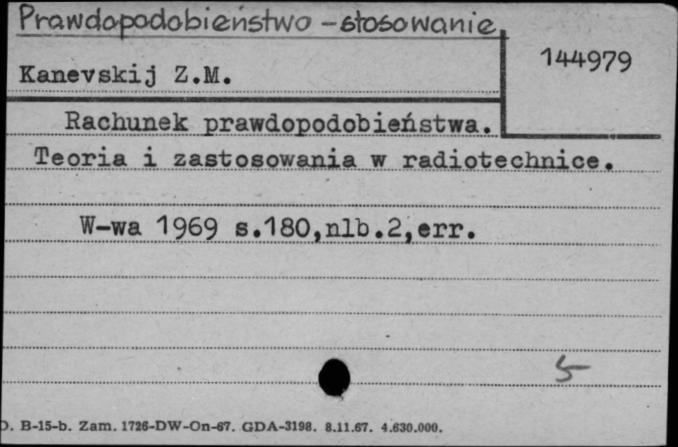 Prawdopodobieństwo - stosowanie
144979
Kanevskij Z.M.
Rachunek prawdopodobieństwa.
Teoria i zastosowania w radiotechnice.
W-wa 1969 s.180,nlb.2,err.
5
D. B-15-b. Zam. 1726-DW-On-67. GDA-3198. 8.11.67. 4.630.000.